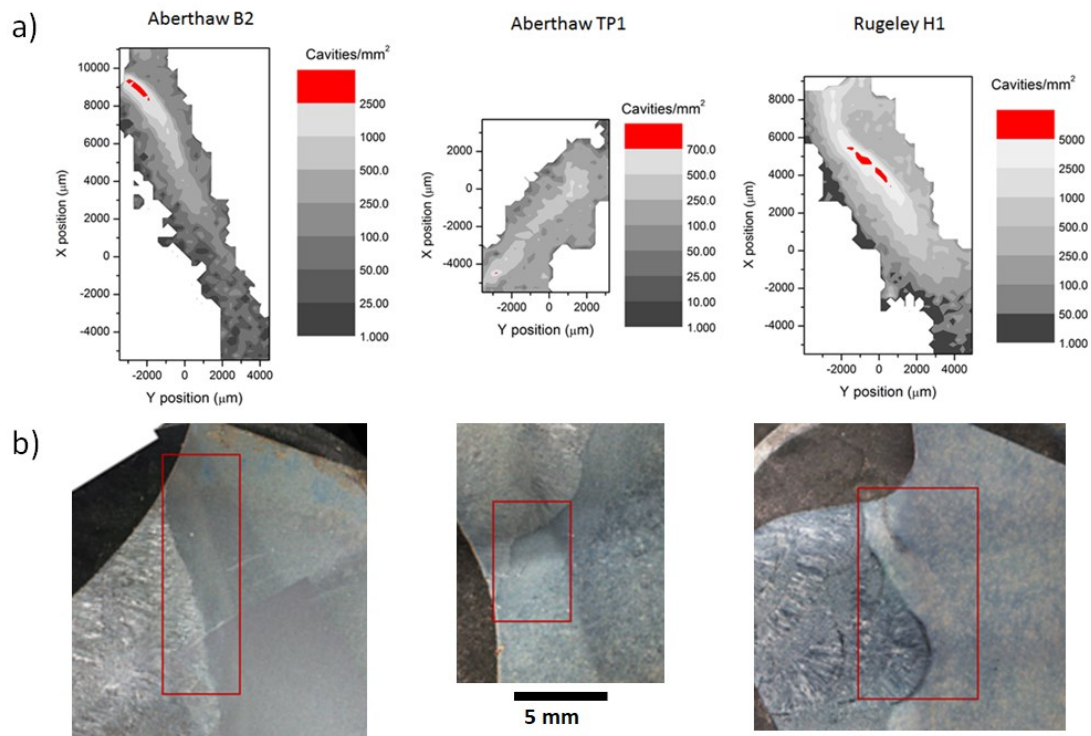 a)
Aberthaw B2
Aberthaw TP1
Rugeley H1
Cavities/mm²
10000
8000
6000
4000
2000
0
-2000
-4000
X position (µm)
-2000 0 2000 4000
Y position (µm)
2500
1000
500.0
250.0
100.0
50.00
25.00
1.000
Cavities/mm²
2000
0
-2000
-4000
X position (µm)
-2000 0 2000
Y position (µm)
700.0
500.0
250.0
100.0
50.00
25.00
10.00
1.000
Cavities/mm²
8000
6000
4000
2000
0
-2000
-4000
X position (µm)
-2000 0 2000 4000
Y position (µm)
5000
2500
1000
500.0
250.0
100.0
50.00
1.000
b)
5 mm